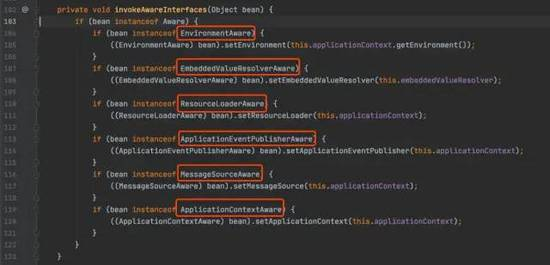 102 private void invokeAwareInterfaces(Object bean) {
103 if (bean instanceof Aware) {
104 if (bean instanceof EnvironmentAware) {
105 ((EnvironmentAware) bean).setEnvironment(this.applicationContext.getEnvironment());
106 }
107 if (bean instanceof EmbeddedValueResolverAware) {
108 ((EmbeddedValueResolverAware) bean).setEmbeddedValueResolver(this.embeddedValueResolver);
109 }
110 if (bean instanceof ResourceLoaderAware) {
111 ((ResourceLoaderAware) bean).setResourceLoader(this.applicationContext);
112 }
113 if (bean instanceof ApplicationEventPublisherAware) {
114 ((ApplicationEventPublisherAware) bean).setApplicationEventPublisher(this.applicationContext);
115 }
116 if (bean instanceof MessageSourceAware) {
117 ((MessageSourceAware) bean).setMessageSource(this.applicationContext);
118 }
119 if (bean instanceof ApplicationContextAware) {
120 ((ApplicationContextAware) bean).setApplicationContext(this.applicationContext);
121 }
122 }
123 }